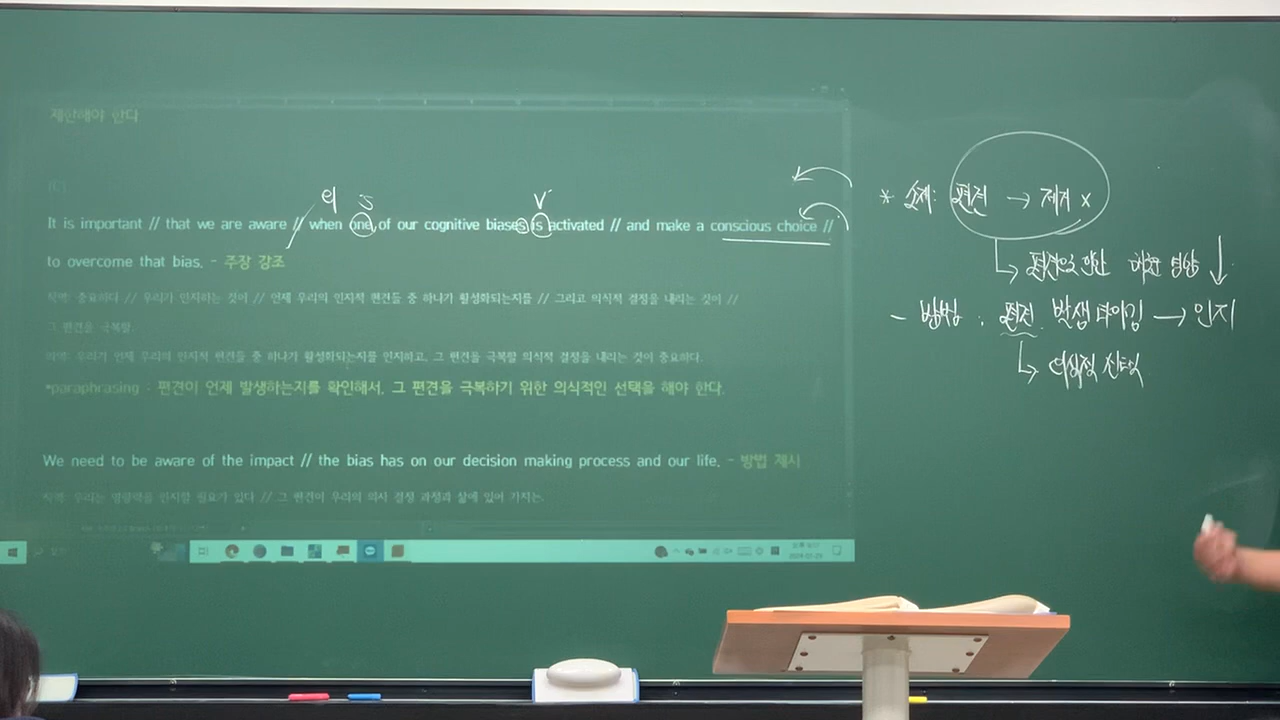 제한해야 한다
It is important // that we are aware // when one of our cognitive biases is activated // and make a conscious choice //
S
V
to overcome that bias. - 주장 강조
직역: 중요하다 // 우리가 인지하는 것이 // 언제 우리의 인지적 편견들 중 하나가 활성화되는지를 // 그리고 의식적 결정을 내리는 것이 //
그 편견을 극복할
의역: 우리가 언제 우리의 인지적 편견들 중 하나가 활성화되는지를 인지하고, 그 편견을 극복할 의식적 결정을 내리는 것이 중요하다.
*paraphrasing : 편견이 언제 발생하는지를 확인해서, 그 편견을 극복하기 위한 의식적인 선택을 해야 한다.
We need to be aware of the impact // the bias has on our decision making process and our life. - 방법 제시
직역: 우리는 영향력을 인지할 필요가 있다 // 그 편견이 우리의 의사 결정 과정과 삶에 있어 가지는.
* 소재: 편견 → 제거 x
↳ 영향 ↓
- 방법 : 편견 발생 타이밍 → 인지
↳ 의식적 선택